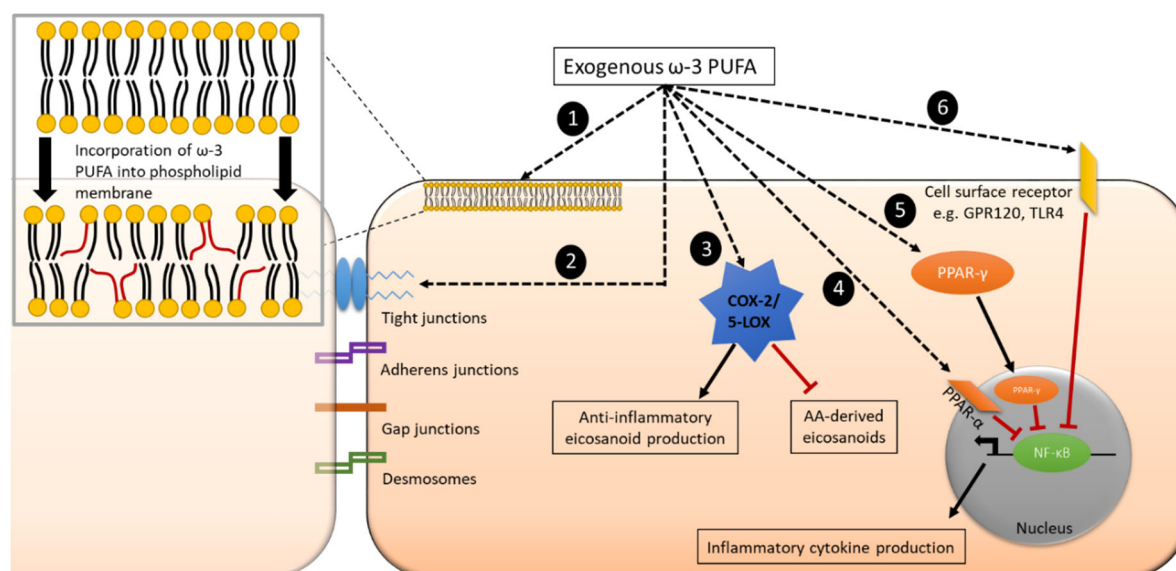 Exogenous ω-3 PUFA
Incorporation of ω-3
PUFA into phospholipid
membrane
1
2
3
4
5
6
Cell surface receptor
e.g. GPR120, TLR4
PPAR-γ
COX-2/
5-LOX
Tight junctions
Adherens junctions
Gap junctions
Desmosomes
Anti-inflammatory
eicosanoid production
AA-derived
eicosanoids
PPAR-α
PPAR-γ
NF-κB
Nucleus
Inflammatory cytokine production